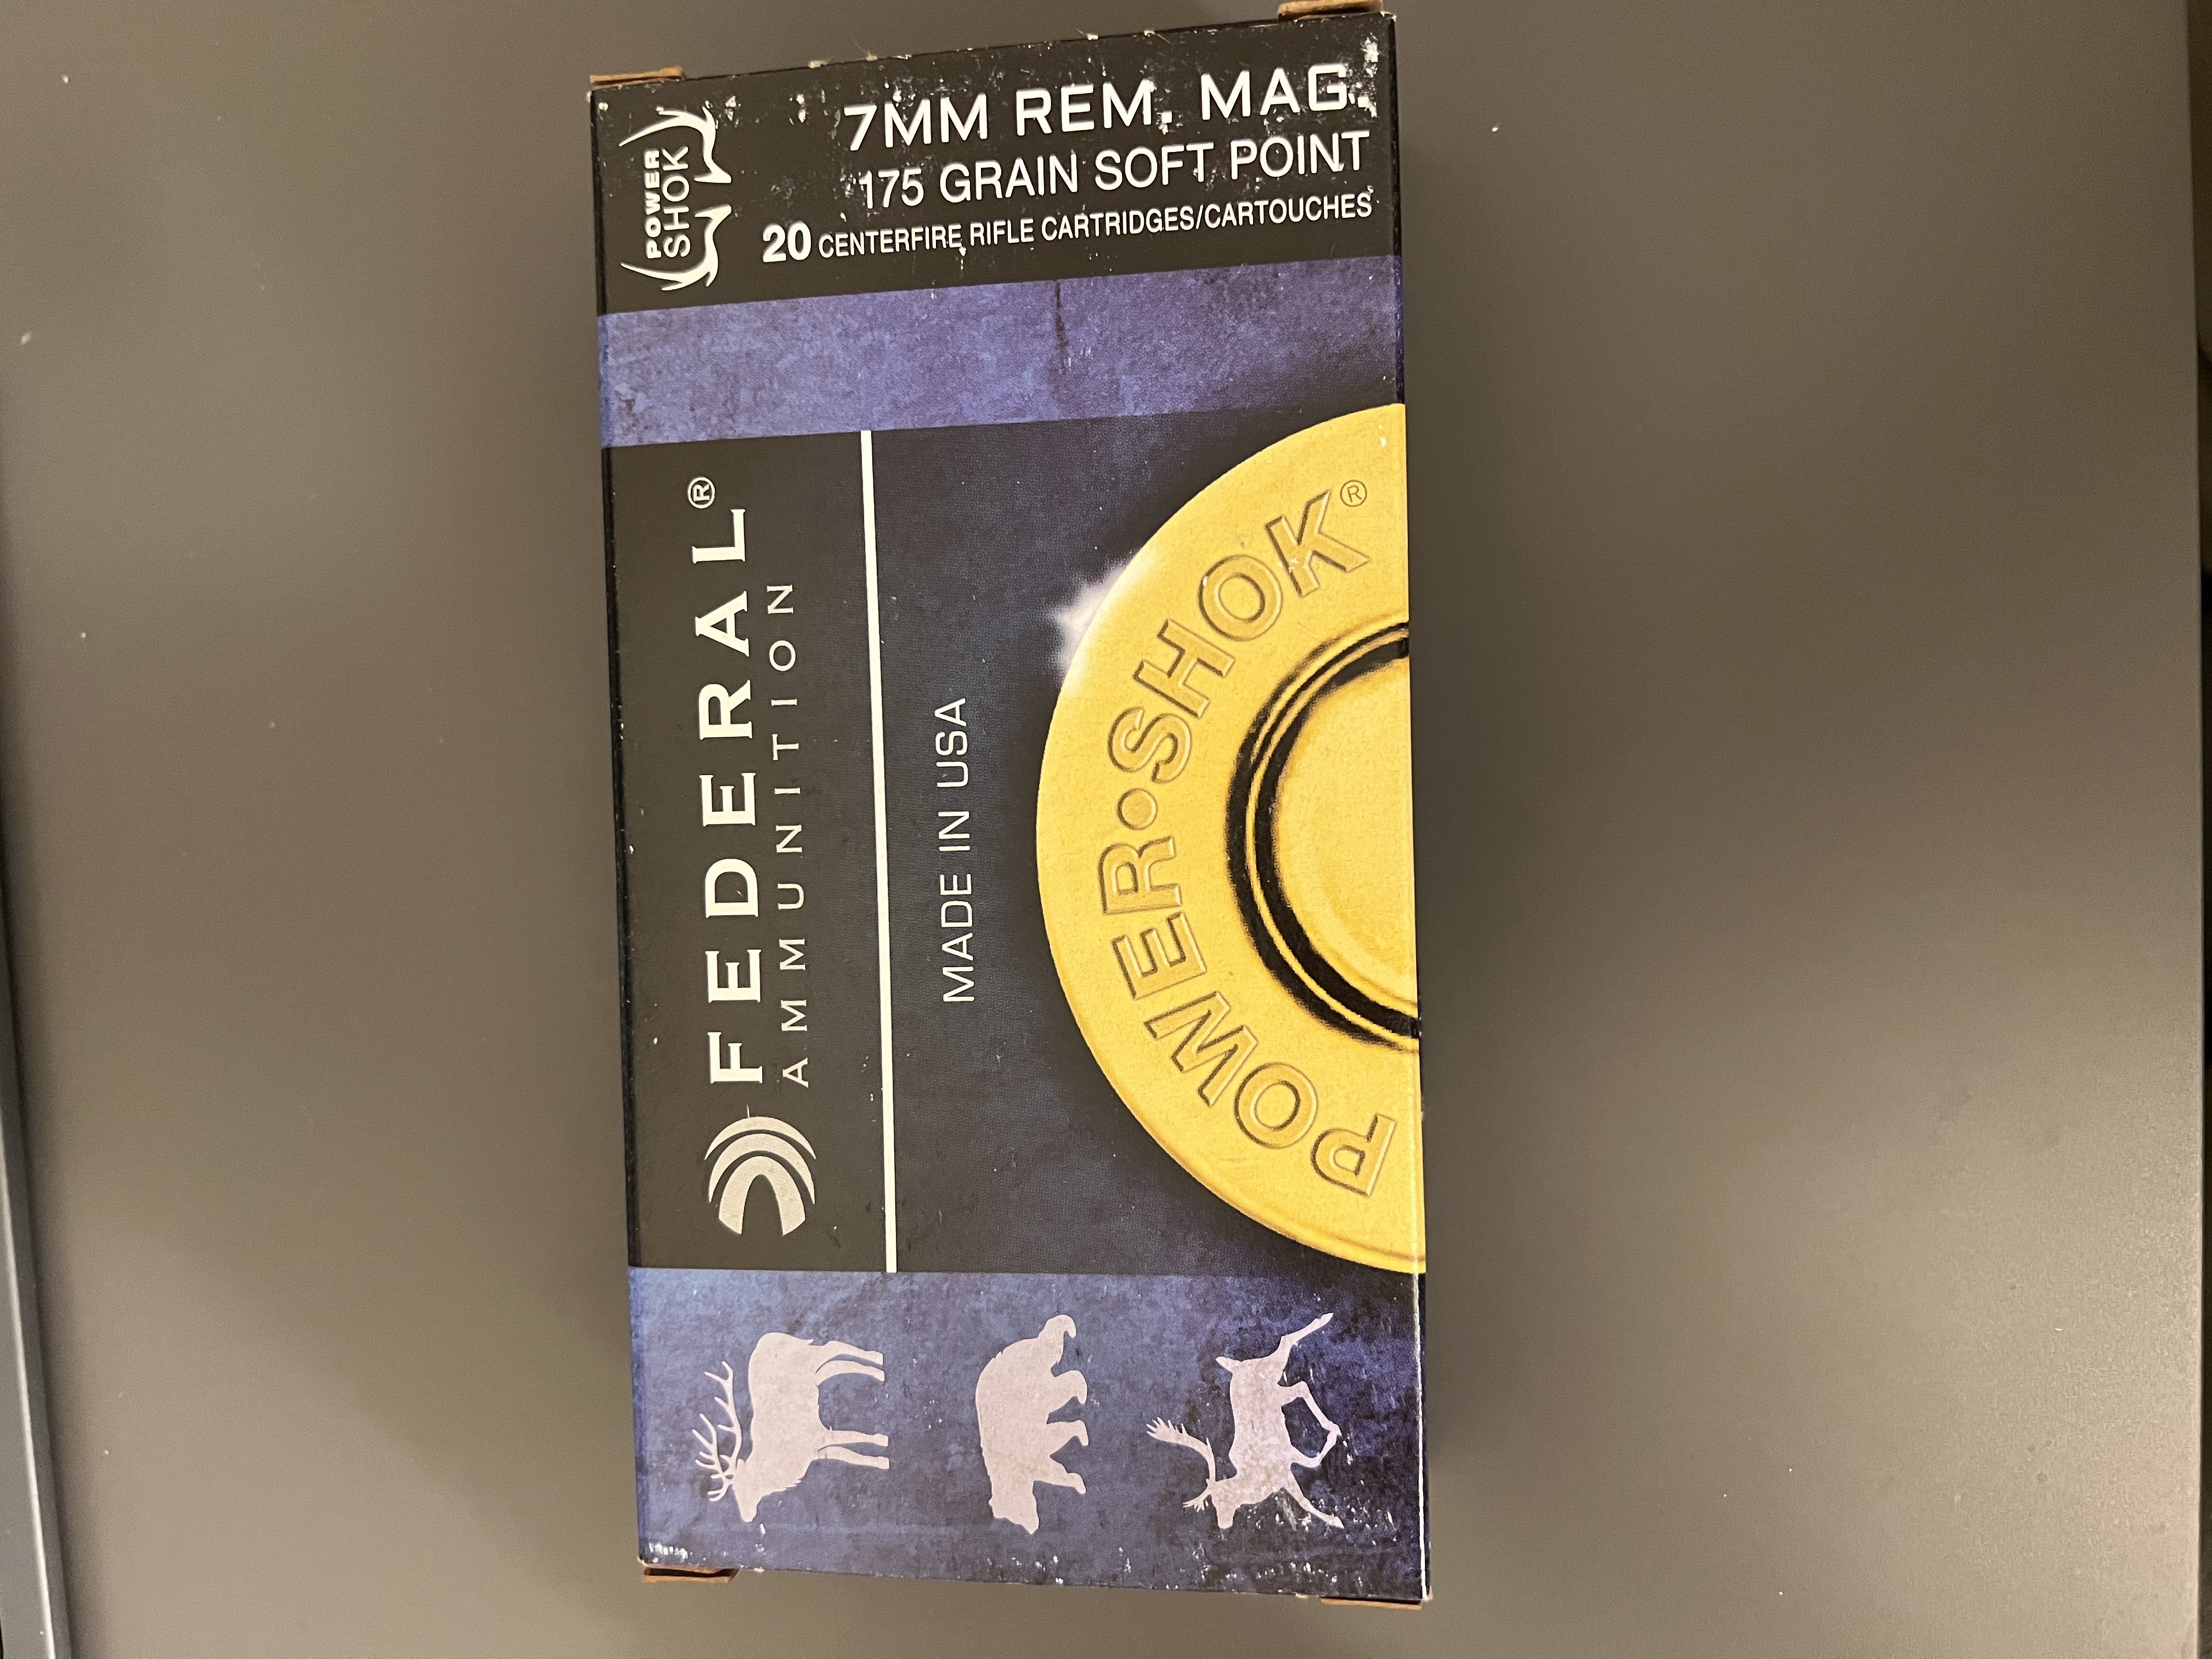 POWER
SHOK
7MM REM. MAG.
175 GRAIN SOFT POINT
20 CENTERFIRE RIFLE CARTRIDGES/CARTOUCHES
FEDERAL®
AMMUNITION
MADE IN USA
POWER•SHOK®